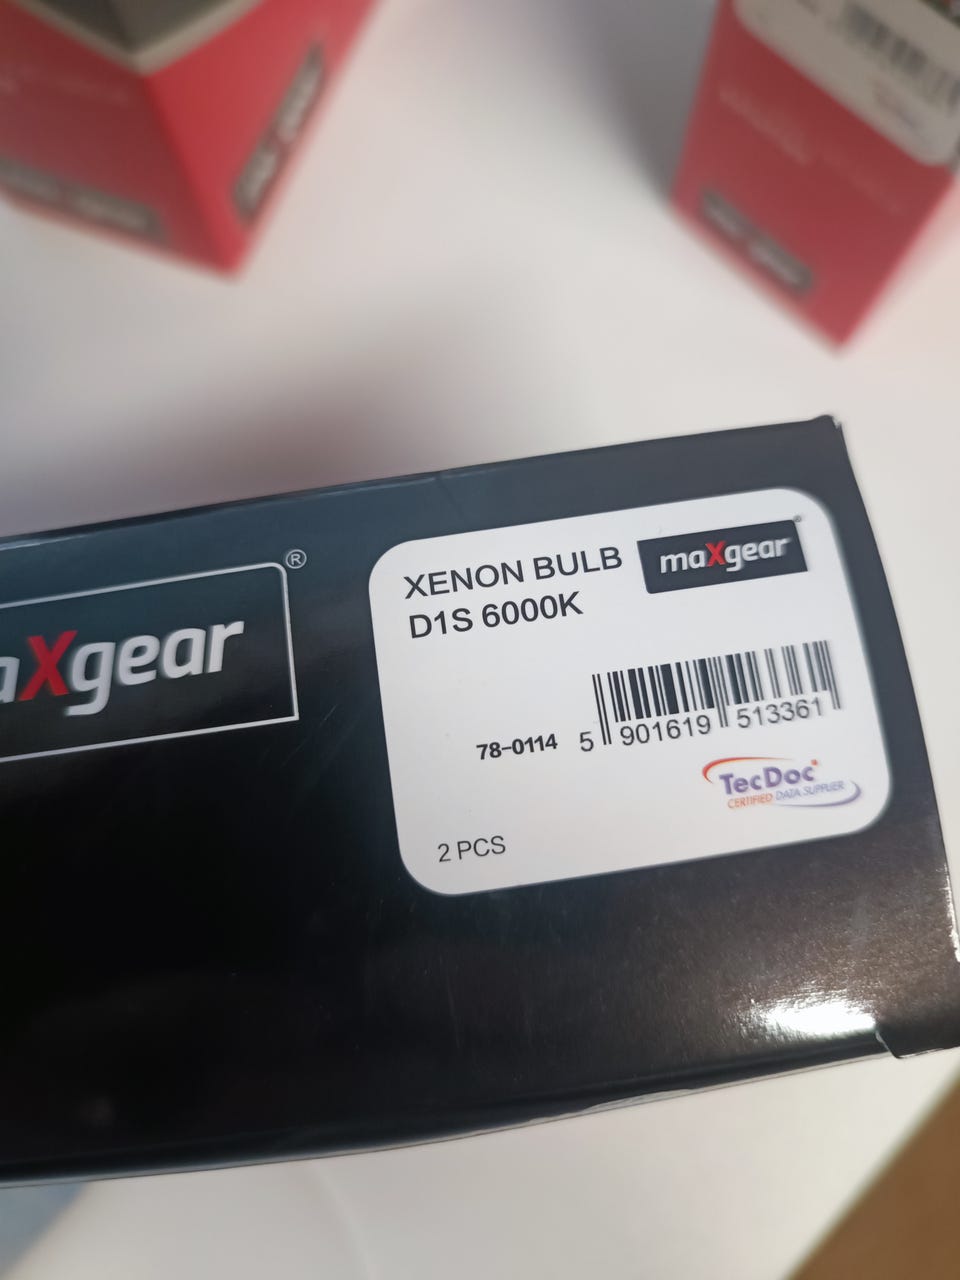 ®
aXgear
XENON BULB
D1S 6000K
maXgear
78-0114
5 901619 513361
TecDoc
CERTIFIED DATA SUPPLIER
2 PCS